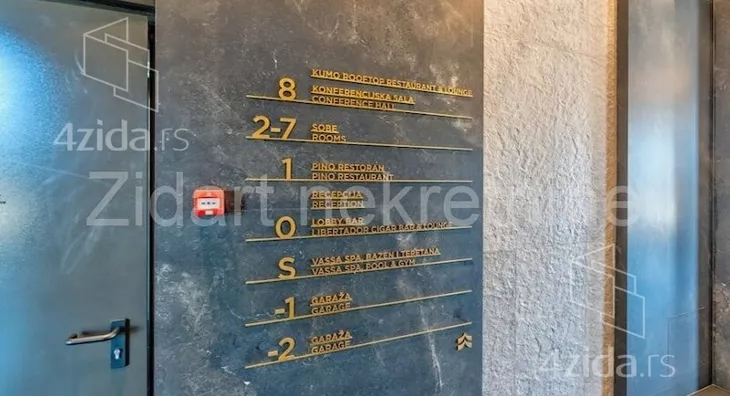 4zida.rs
8
KUMO ROOFTOP RESTAURANT & LOUNGE
KONFERENCIJSKA SALA
CONFERENCE HALL
2-7
SOBE
ROOMS
1
PINO RESTORAN
PINO RESTAURANT
Zidart nekretnine
RECEPCIJA
RECEPTION
0
LOBBY BAR
LIBERTADOR CIGAR BAR & LOUNGE
S
VASSA SPA, BAZEN I TERETANA
VASSA SPA, POOL & GYM
-1
GARAŽA
GARAGE
-2
GARAŽA
GARAGE
4zida.rs